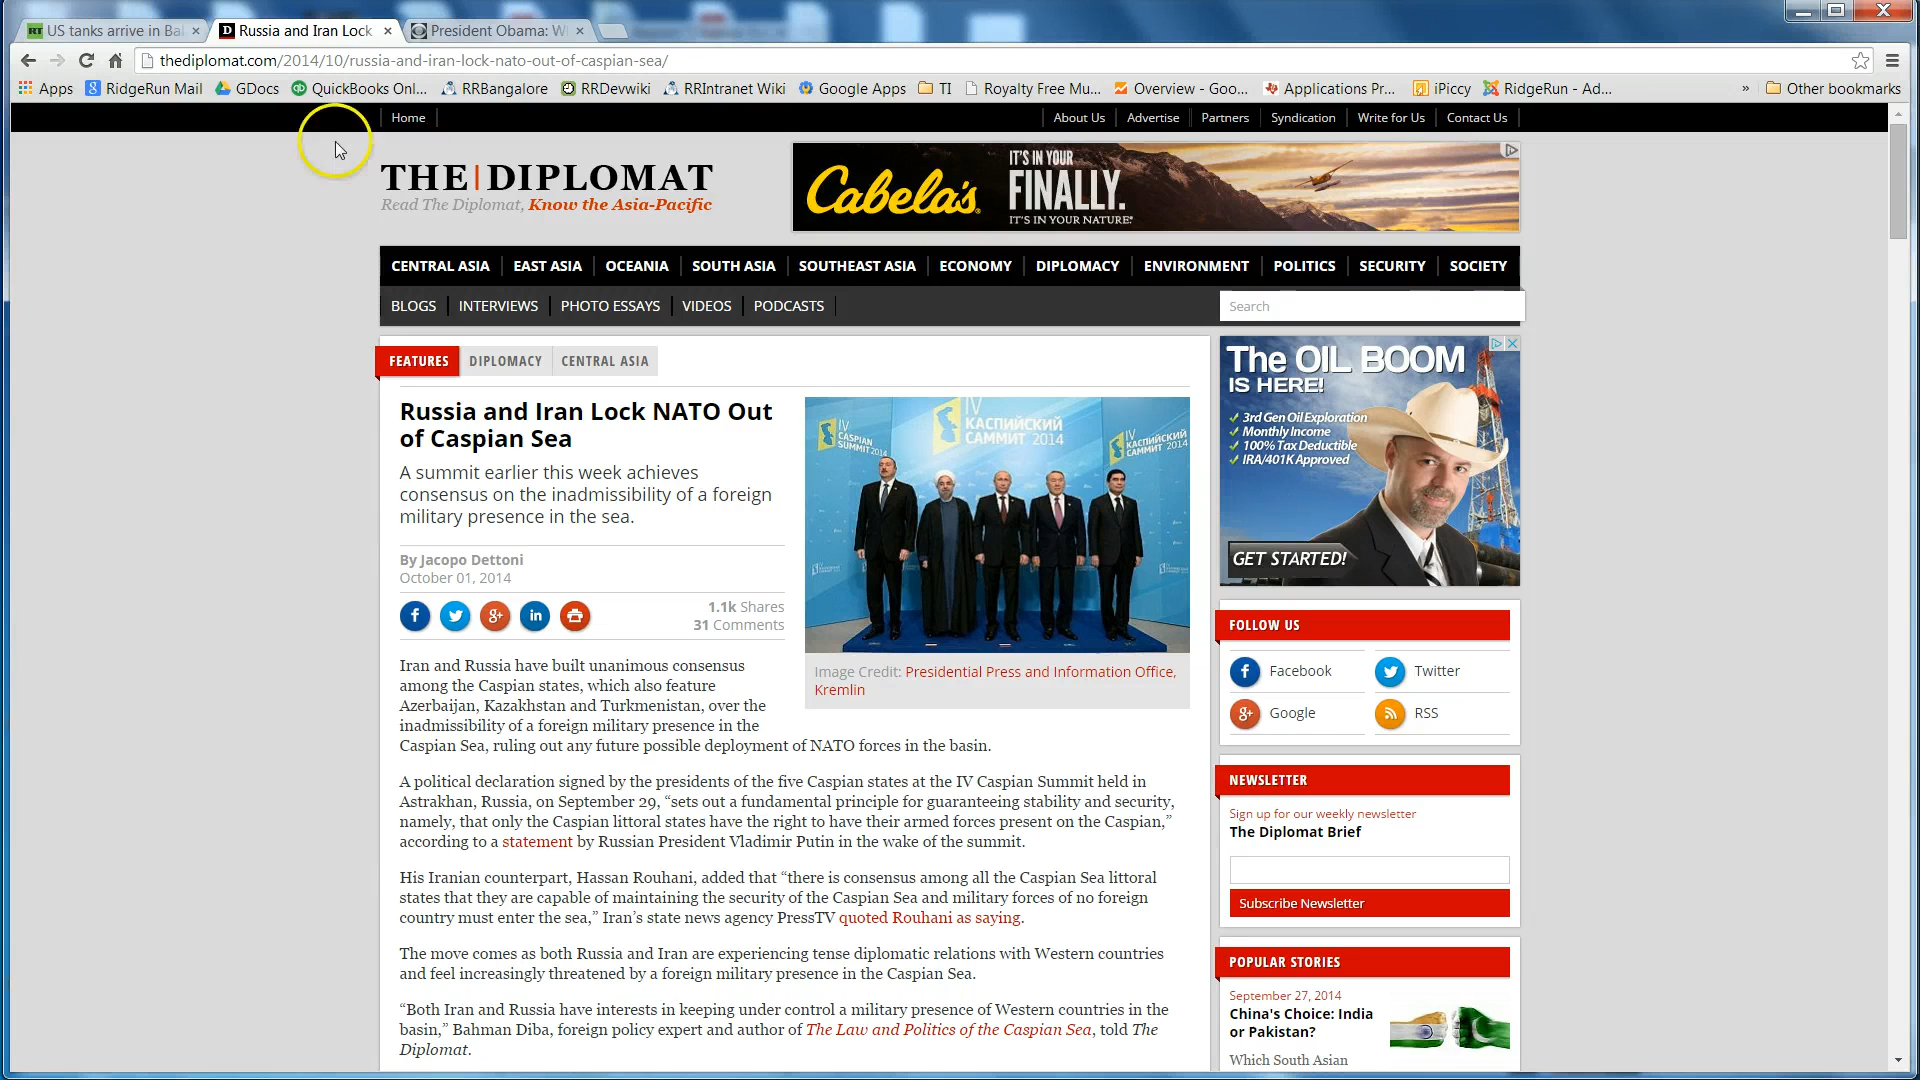 US tanks arrive in Bal
Russia and Iran Lock
President Obama: W
thediplomat.com/2014/10/russia-and-iran-lock-nato-out-of-caspian-sea/
Apps RidgeRun Mail GDocs QuickBooks Onl... RRBangalore RRDevwiki RRIntranet Wiki Google Apps TI Royalty Free Mu... Overview - Goo... Applications Pr... iPiccy RidgeRun - Ad... » Other bookmarks
Home About Us Advertise Partners Syndication Write for Us Contact Us
THE|DIPLOMAT
Read The Diplomat, Know the Asia-Pacific
Cabela's
IT'S IN YOUR
FINALLY.
IT'S IN YOUR NATURE.
CENTRAL ASIA EAST ASIA OCEANIA SOUTH ASIA SOUTHEAST ASIA ECONOMY DIPLOMACY ENVIRONMENT POLITICS SECURITY SOCIETY
BLOGS INTERVIEWS PHOTO ESSAYS VIDEOS PODCASTS
Search
FEATURES DIPLOMACY CENTRAL ASIA
Russia and Iran Lock NATO Out
of Caspian Sea
A summit earlier this week achieves
consensus on the inadmissibility of a foreign
military presence in the sea.
By Jacopo Dettoni
October 01, 2014
1.1k Shares
31 Comments
IV
CASPIAN
SUMMIT 2014
IV
КАСПИЙСКИЙ
САММИТ 2014
IV
КАСПИЙСКИЙ
САММИТ 2014
Image Credit: Presidential Press and Information Office,
Kremlin
Iran and Russia have built unanimous consensus
among the Caspian states, which also feature
Azerbaijan, Kazakhstan and Turkmenistan, over the
inadmissibility of a foreign military presence in the
Caspian Sea, ruling out any future possible deployment of NATO forces in the basin.
A political declaration signed by the presidents of the five Caspian states at the IV Caspian Summit held in
Astrakhan, Russia, on September 29, “sets out a fundamental principle for guaranteeing stability and security,
namely, that only the Caspian littoral states have the right to have their armed forces present on the Caspian,”
according to a statement by Russian President Vladimir Putin in the wake of the summit.
His Iranian counterpart, Hassan Rouhani, added that “there is consensus among all the Caspian Sea littoral
states that they are capable of maintaining the security of the Caspian Sea and military forces of no foreign
country must enter the sea,” Iran’s state news agency PressTV quoted Rouhani as saying.
The move comes as both Russia and Iran are experiencing tense diplomatic relations with Western countries
and feel increasingly threatened by a foreign military presence in the Caspian Sea.
“Both Iran and Russia have interests in keeping under control a military presence of Western countries in the
basin,” Bahman Diba, foreign policy expert and author of The Law and Politics of the Caspian Sea, told The
Diplomat.
The OIL BOOM
IS HERE!
3rd Gen Oil Exploration
Monthly Income
100% Tax Deductible
IRA/401K Approved
GET STARTED!
FOLLOW US
Facebook Twitter
Google RSS
NEWSLETTER
Sign up for our weekly newsletter
The Diplomat Brief
Subscribe Newsletter
POPULAR STORIES
September 27, 2014
China's Choice: India
or Pakistan?
Which South Asian